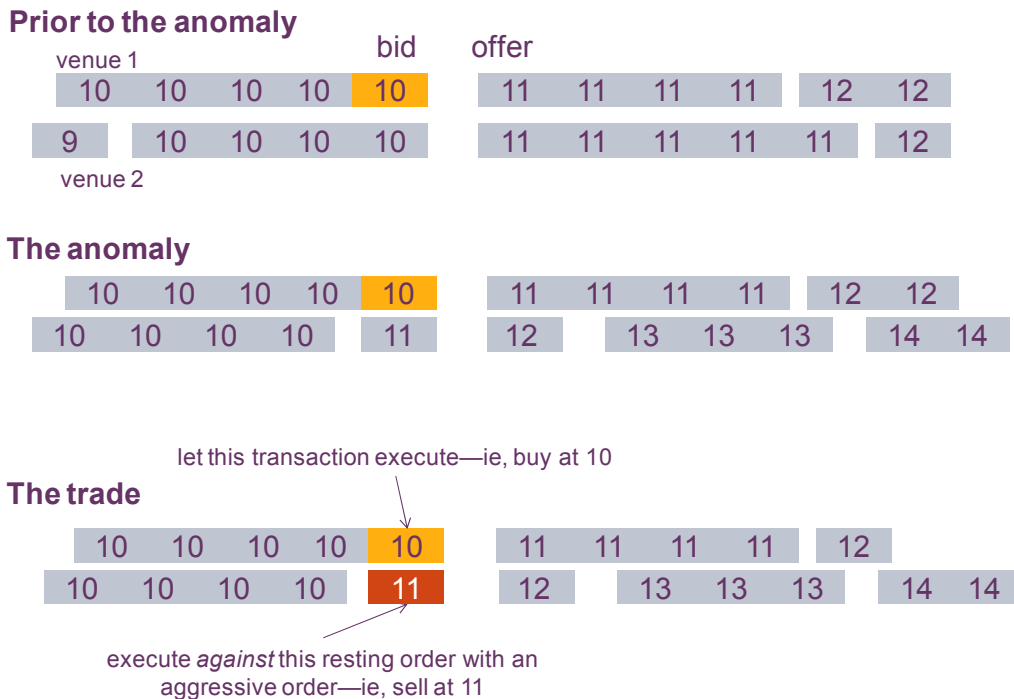 Prior to the anomaly
venue 1
bid offer
10 10 10 10 10 11 11 11 11 12 12
9 10 10 10 10 11 11 11 11 11 12
venue 2
The anomaly
10 10 10 10 10 11 11 11 11 12 12
10 10 10 10 11 12 13 13 13 14 14
let this transaction execute—ie, buy at 10
The trade
10 10 10 10 10 11 11 11 11 12
10 10 10 10 11 12 13 13 13 14 14
execute against this resting order with an
aggressive order—ie, sell at 11